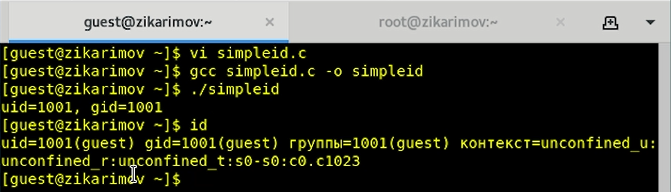 guest@zikarimov:~ root@zikarimov:~
[guest@zikarimov ~]$ vi simpleid.c
[guest@zikarimov ~]$ gcc simpleid.c -o simpleid
[guest@zikarimov ~]$ ./simpleid
uid=1001, gid=1001
[guest@zikarimov ~]$ id
uid=1001(guest) gid=1001(guest) группы=1001(guest) контекст=unconfined_u:
unconfined_r:unconfined_t:s0-s0:c0.c1023
[guest@zikarimov ~]$